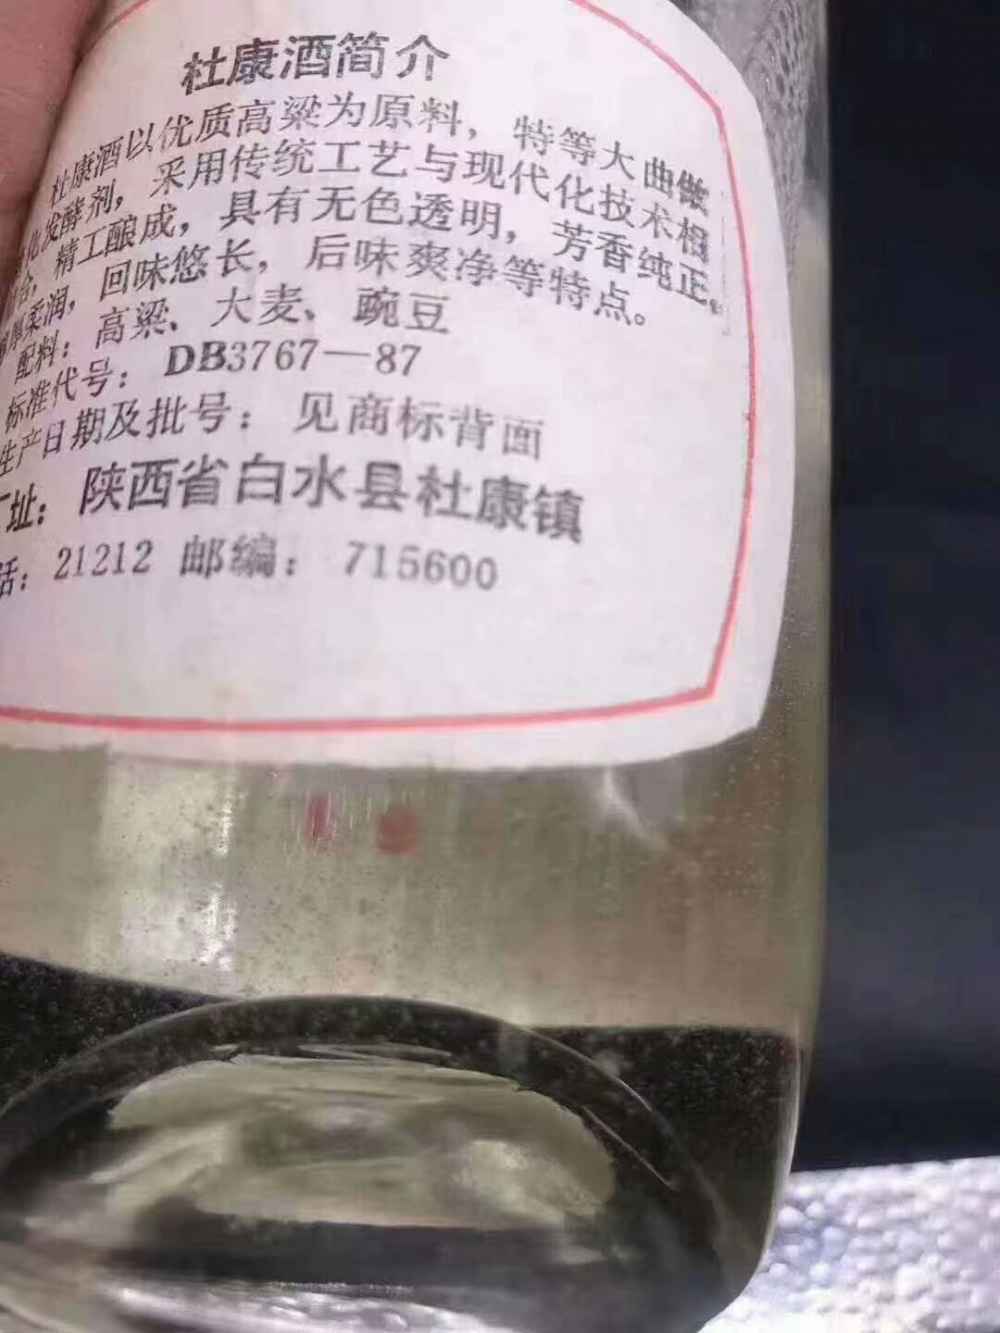 杜康酒简介
杜康酒以优质高粱为原料，特等大曲做
化发酵剂，采用传统工艺与现代化技术相
，精工酿成，具有无色透明，芳香纯正，
厚柔润，回味悠长，后味爽净等特点。
配料：高粱、大麦、豌豆
标准代号：DB3767—87
生产日期及批号：见商标背面
址：陕西省白水县杜康镇
话：21212 邮编：715600